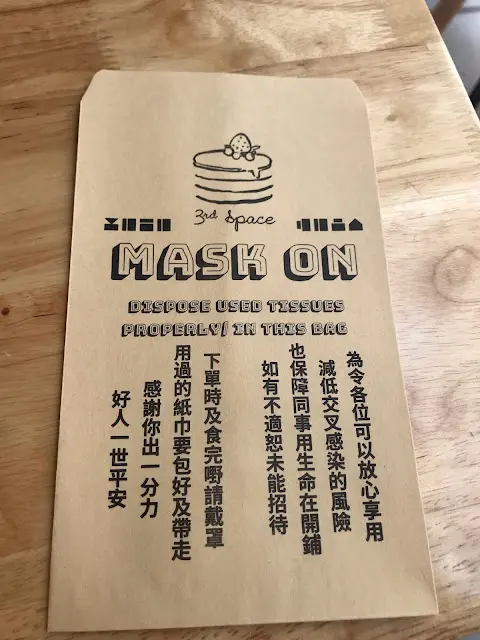 3rd Space
MASK ON
DISPOSE USED TISSUES
PROPERLY/ IN THIS BAG
為令各位可以放心享用
減低交叉感染的風險
也保障同事用生命在開鋪
如有不適恕未能招待
下單時及食完嘢請戴罩
用過的紙巾要包好及帶走
感謝你出一分力
好人一世平安